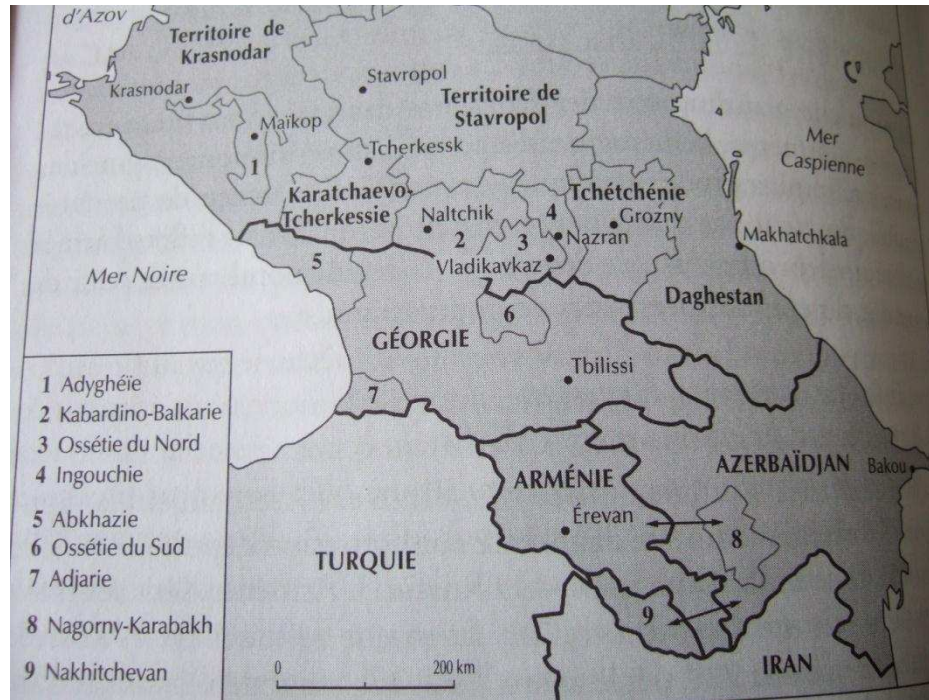 d'Azov
Territoire de
Krasnodar
Krasnodar
Stavropol
Territoire de
Stavropol
Maïkop
1
Tcherkessk
Mer
Caspienne
Karatchaevo-
Tcherkessie
Naltchik
2
3
4
Tchétchénie
Grozny
Nazran
Vladikavkaz
Makhatchkala
Mer Noire
5
6
Daghestan
GÉORGIE
Tbilissi
7
1 Adyghéïe
2 Kabardino-Balkarie
3 Ossétie du Nord
4 Ingouchie
5 Abkhazie
6 Ossétie du Sud
7 Adjarie
8 Nagorny-Karabakh
9 Nakhitchevan
ARMÉNIE
AZERBAÏDJAN
Bakou
Érevan
8
TURQUIE
9
IRAN
0 200 km